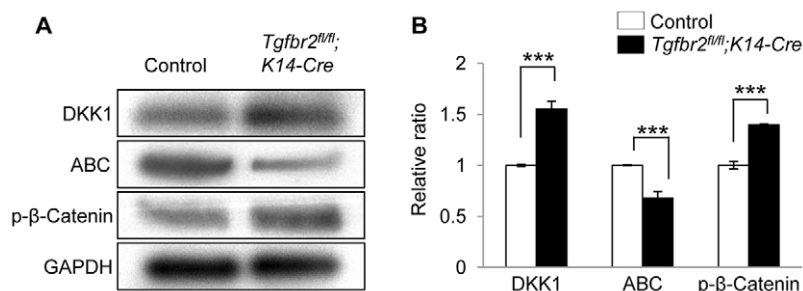 A
Control
Tgfbr2fl/fl;
K14-Cre
DKK1
ABC
p-β-Catenin
GAPDH
B
Control
Tgfbr2fl/fl;K14-Cre
Relative ratio
2
1.5
1
0.5
0
***
***
***
DKK1
ABC
p-β-Catenin